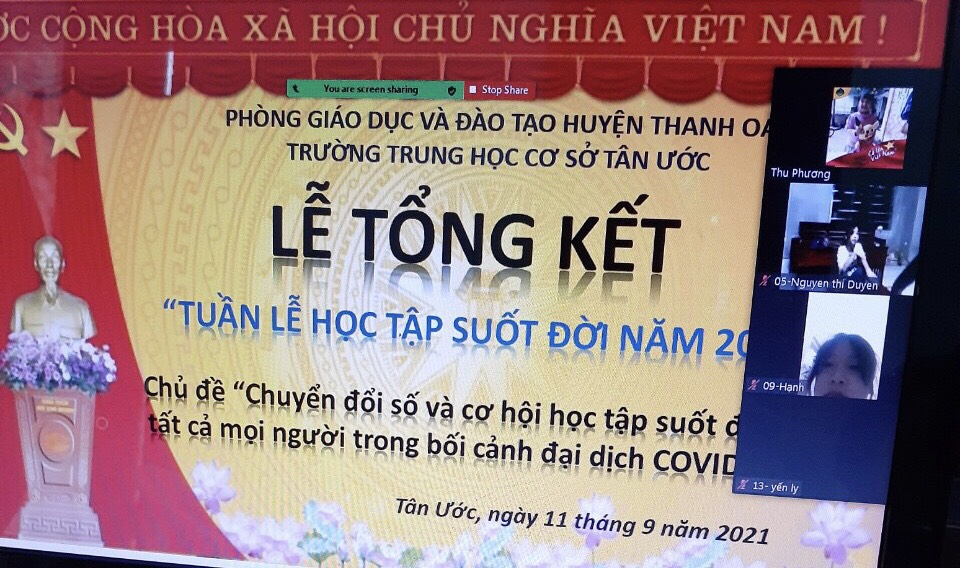 ỚC CỘNG HÒA XÃ HỘI CHỦ NGHĨA VIỆT NAM !
You are screen sharing
Stop Share
PHÒNG GIÁO DỤC VÀ ĐÀO TẠO HUYỆN THANH OA
TRƯỜNG TRUNG HỌC CƠ SỞ TÂN ƯỚC
LỄ TỔNG KẾT
“TUẦN LỄ HỌC TẬP SUỐT ĐỜI NĂM 20
Chủ đề “Chuyển đổi số và cơ hội học tập suốt đ
tất cả mọi người trong bối cảnh đại dịch COVID
Tân Ước, ngày 11 tháng 9 năm 2021
Thu Phương
05-Nguyen thi Duyen
09-Hạnh
13- yến ly